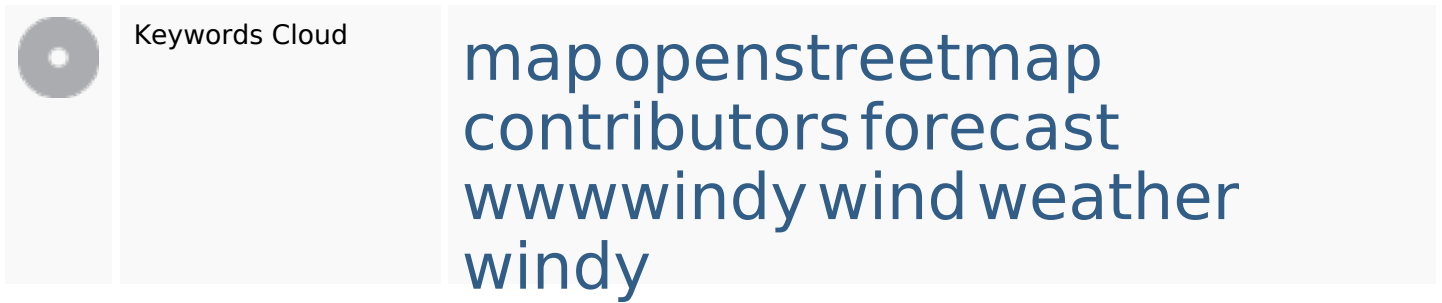 Keywords Cloud
map openstreetmap
contributors forecast
wwwwindy wind weather
windy